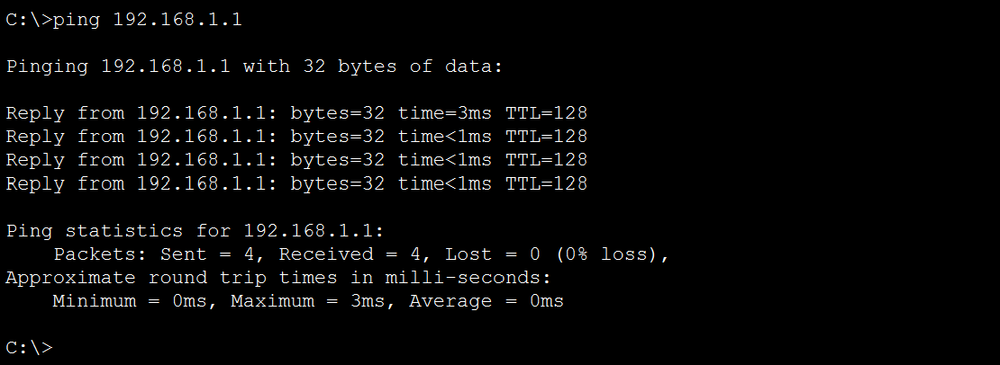 C:\>ping 192.168.1.1
Pinging 192.168.1.1 with 32 bytes of data:
Reply from 192.168.1.1: bytes=32 time=3ms TTL=128
Reply from 192.168.1.1: bytes=32 time<1ms TTL=128
Reply from 192.168.1.1: bytes=32 time<1ms TTL=128
Reply from 192.168.1.1: bytes=32 time<1ms TTL=128
Ping statistics for 192.168.1.1:
    Packets: Sent = 4, Received = 4, Lost = 0 (0% loss),
Approximate round trip times in milli-seconds:
    Minimum = 0ms, Maximum = 3ms, Average = 0ms
C:\>